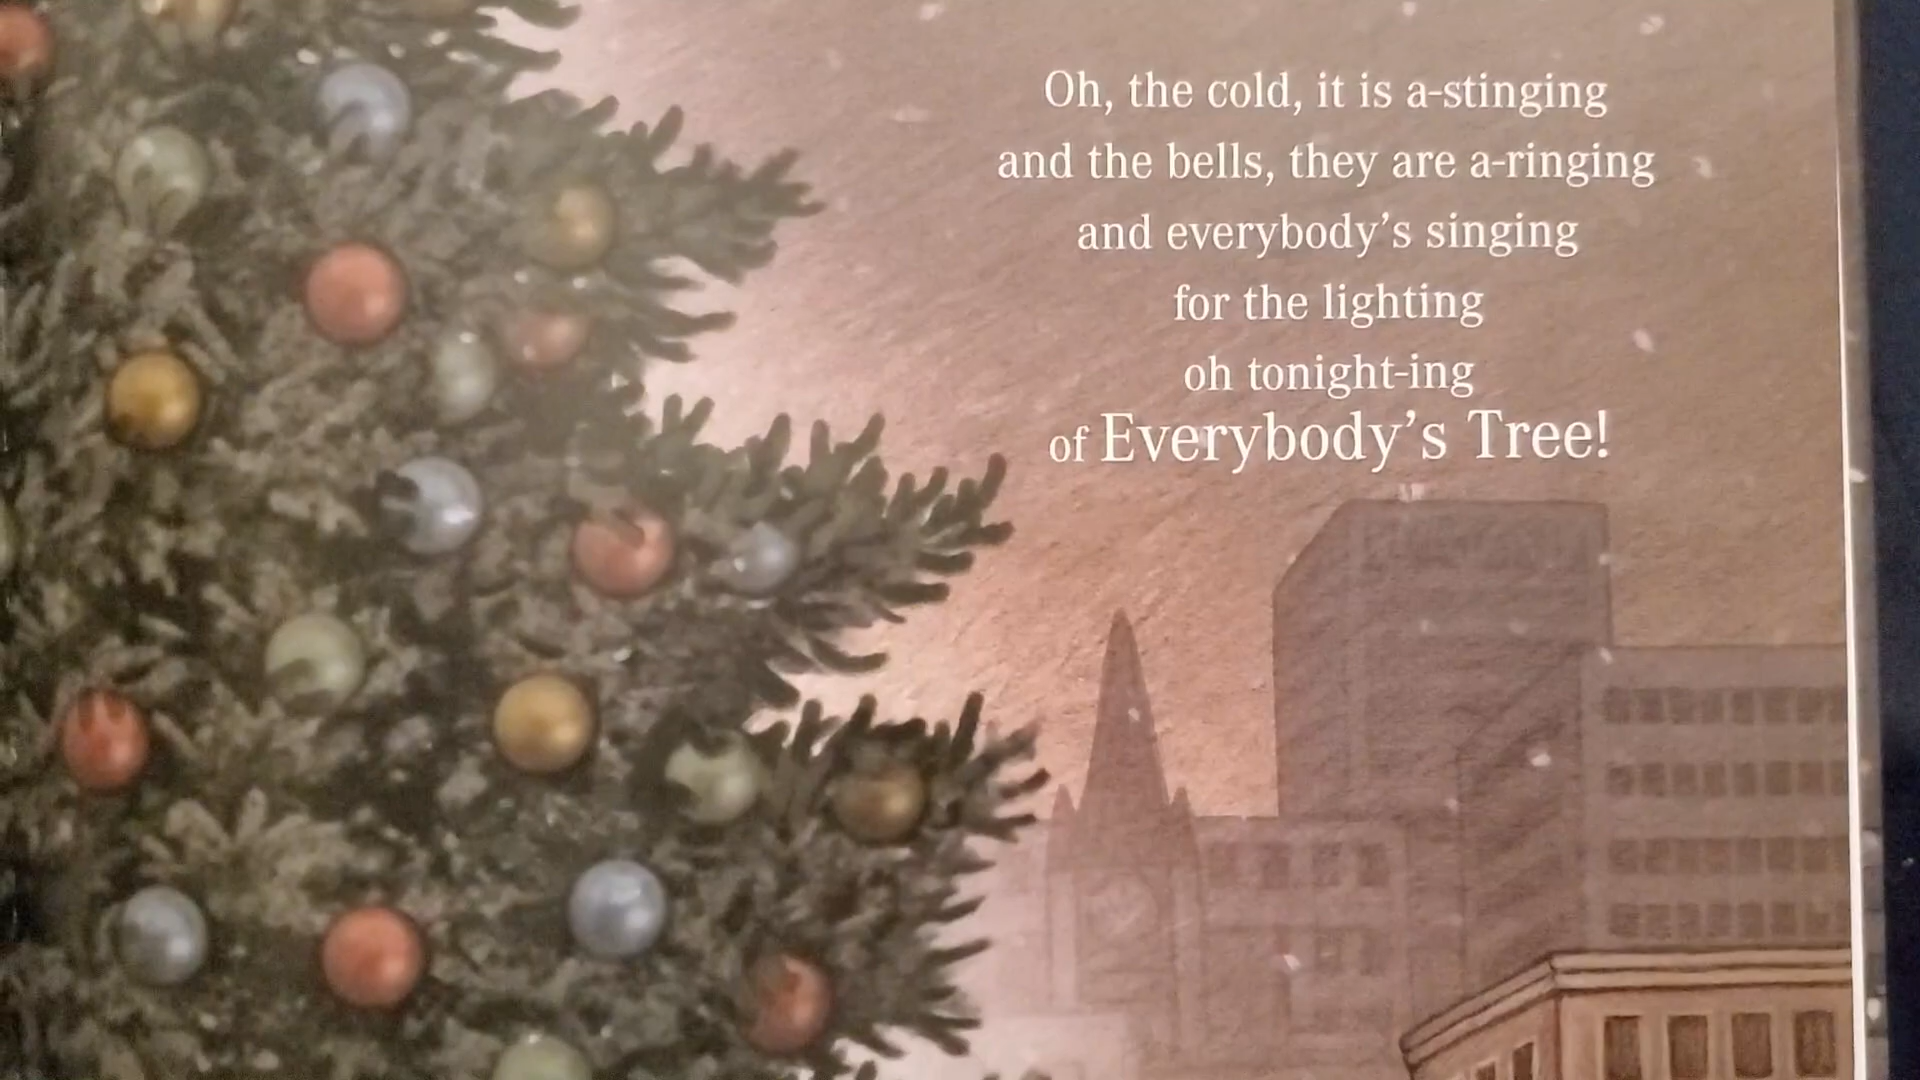 Oh, the cold, it is a-stinging
and the bells, they are a-ringing
and everybody's singing
for the lighting
oh tonight-ing
of Everybody's Tree!